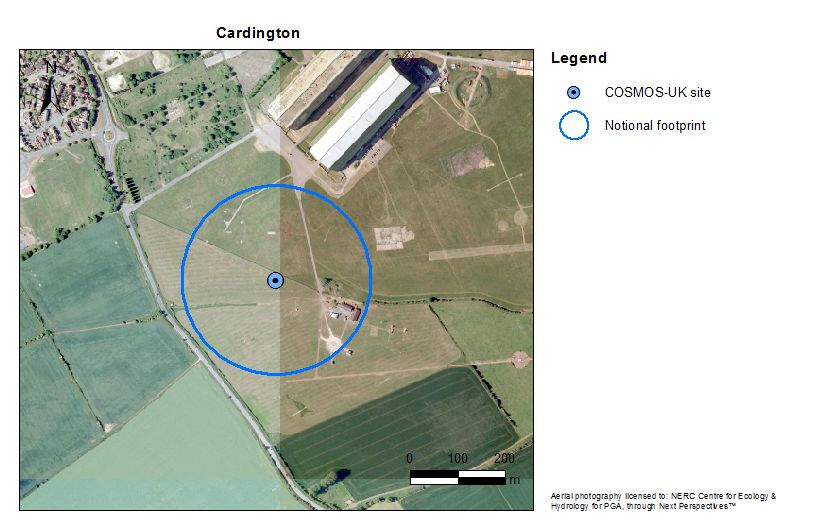 Cardington
N
Legend
COSMOS-UK site
Notional footprint
0 100 200
m
Aerial photography licensed to: NERC Centre for Ecology &
Hydrology for PGA, through Next Perspectives™